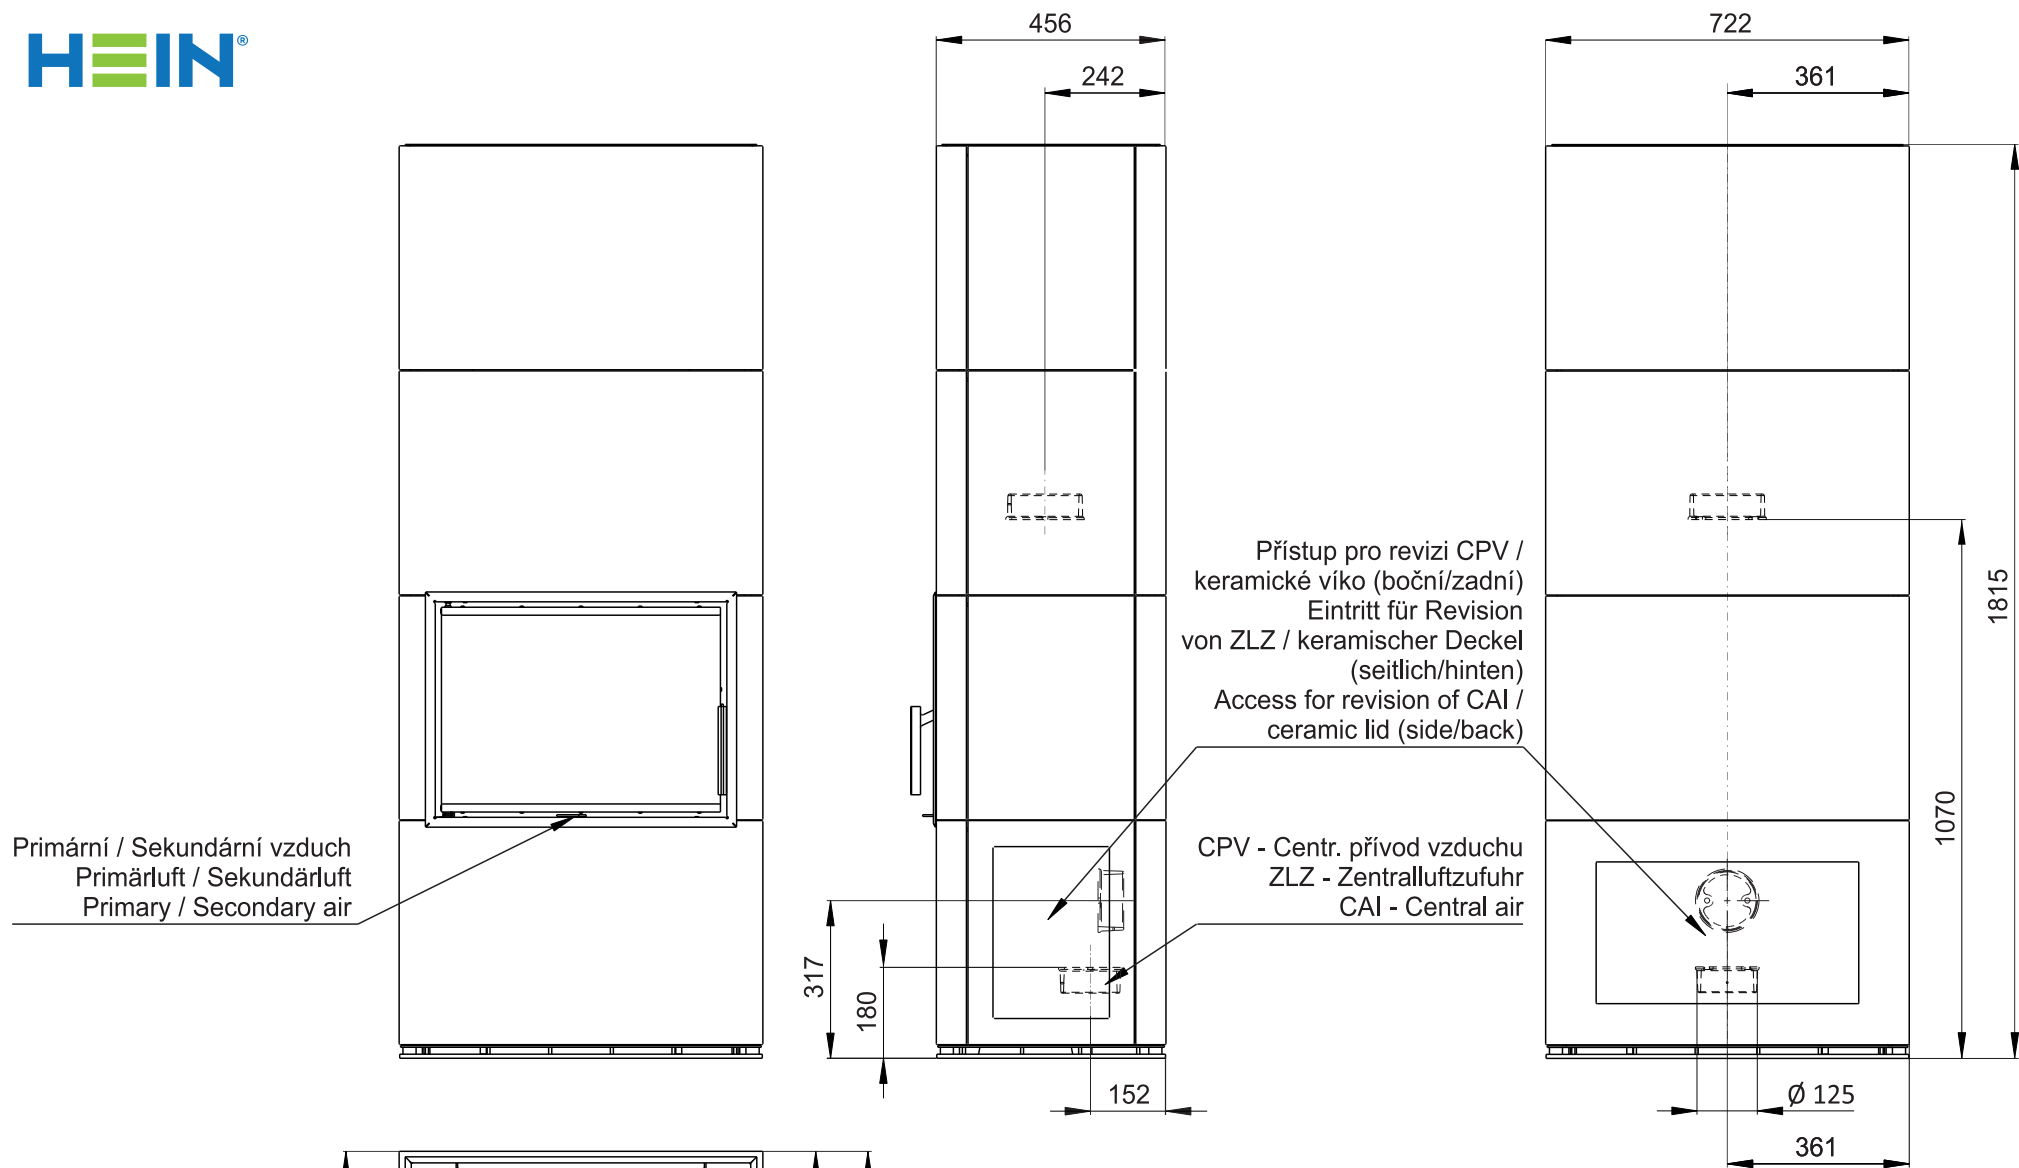 HEIN®
456
242
722
361
1815
1070
Přístup pro revizi CPV /
keramické víko (boční/zadní)
Eintritt für Revision
von ZLZ / keramischer Deckel
(seitlich/hinten)
Access for revision of CAI /
ceramic lid (side/back)
Primární / Sekundární vzduch
Primärluft / Sekundärluft
Primary / Secondary air
CPV - Centr. přívod vzduchu
ZLZ - Zentralluftzufuhr
CAI - Central air
317
180
152
Ø 125
361